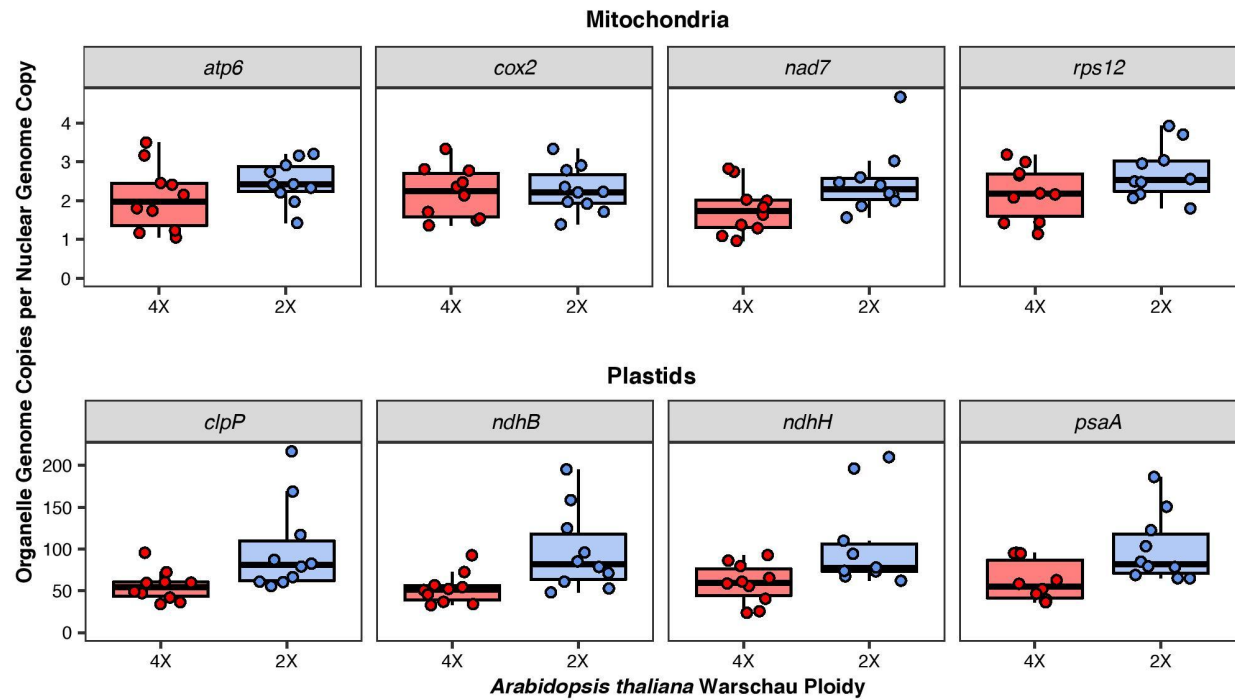 Mitochondria
atp6 cox2 nad7 rps12
4
3
2
1
0
4X 2X 4X 2X 4X 2X 4X 2X
Organelle Genome Copies per Nuclear Genome Copy
Plastids
clpP ndhB ndhH psaA
200
150
100
50
0
4X 2X 4X 2X 4X 2X 4X 2X
Arabidopsis thaliana Warschau Ploidy